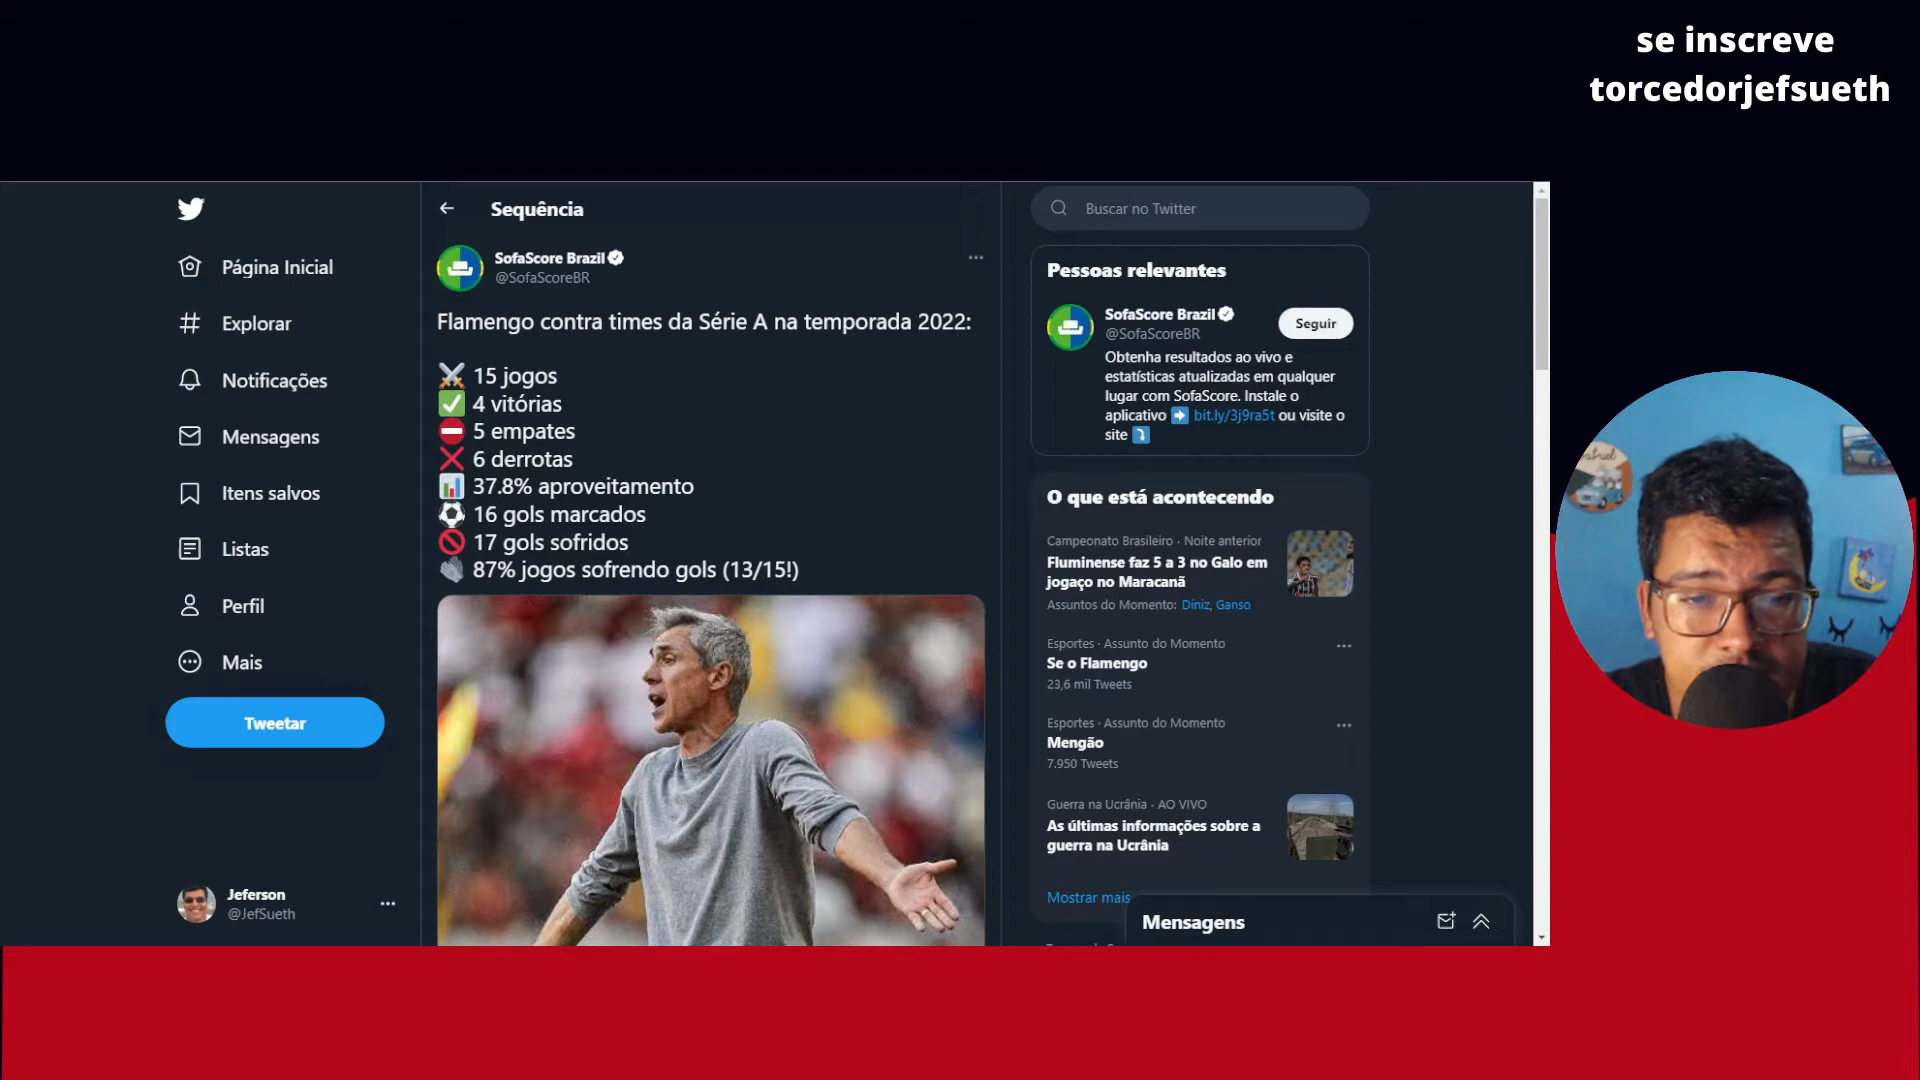 se inscreve
torcedorjefsueth
Página Inicial
Explorar
Notificações
Mensagens
Itens salvos
Listas
Perfil
Mais
Tweetar
Jeferson
@JefSueth
Sequência
SofaScore Brazil
@SofaScoreBR
Flamengo contra times da Série A na temporada 2022:
15 jogos
4 vitórias
5 empates
6 derrotas
37.8% aproveitamento
16 gols marcados
17 gols sofridos
87% jogos sofrendo gols (13/15!)
Buscar no Twitter
Pessoas relevantes
SofaScore Brazil
@SofaScoreBR
Seguir
Obtenha resultados ao vivo e
estatísticas atualizadas em qualquer
lugar com SofaScore. Instale o
aplicativo ➡ bit.ly/3j9ra5t ou visite o
site ⤵
O que está acontecendo
Campeonato Brasileiro · Noite anterior
Fluminense faz 5 a 3 no Galo em
jogaço no Maracanã
Assuntos do Momento: Diniz, Ganso
Esportes · Assunto do Momento
Se o Flamengo
23,6 mil Tweets
Esportes · Assunto do Momento
Mengão
7.950 Tweets
Guerra na Ucrânia · AO VIVO
As últimas informações sobre a
guerra na Ucrânia
Mostrar mais
Mensagens